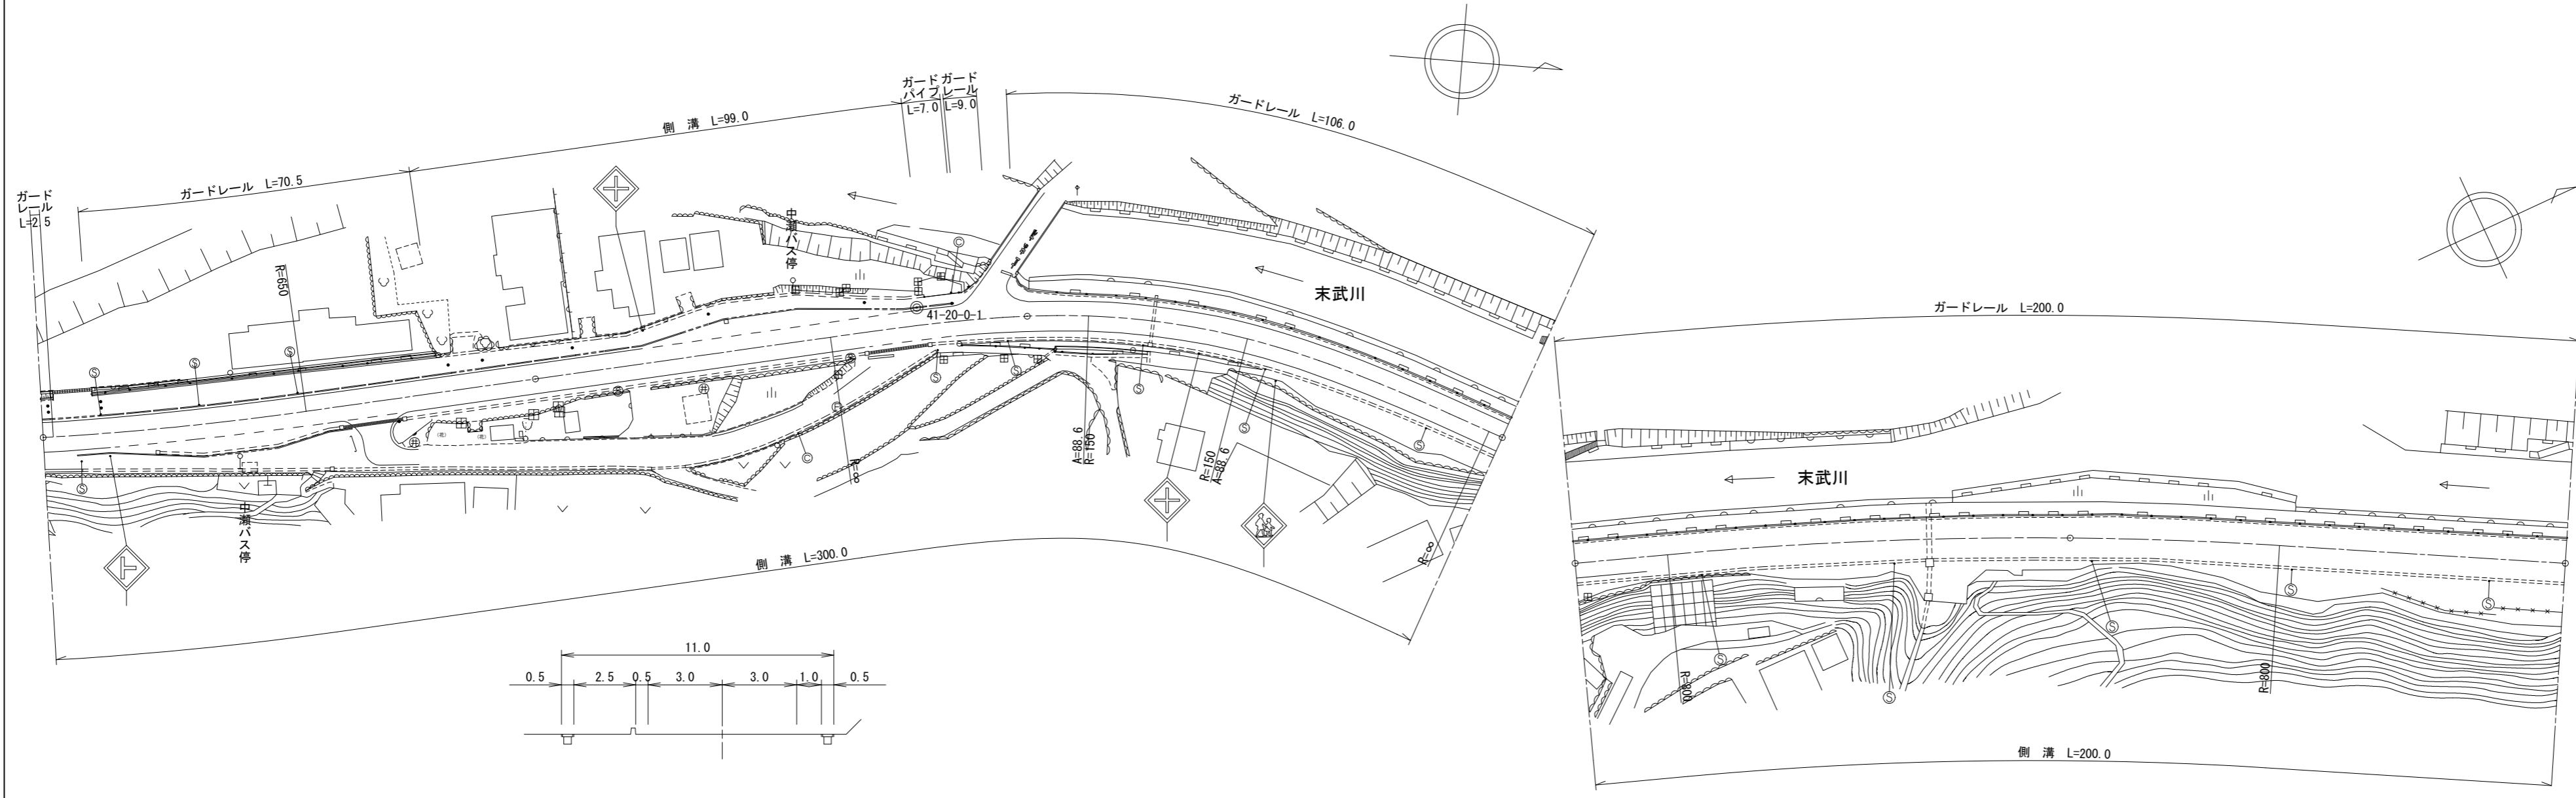 ガード
レール
L=2.5
ガードレール L=70.5
側 溝 L=99.0
ガード
パイプ
L=7.0
ガード
レール
L=9.0
ガードレール L=106.0
R=650
中瀬バス停
C
41-20-0-1
末武川
S
S
S
S
S
S
S
S
S
C
中瀬バス停
R=∞
A=88.6
R=150
R=150
A=88.6
R=∞
側 溝 L=300.0
11.0
0.5
2.5
0.5
3.0
3.0
1.0
0.5
ガードレール L=200.0
末武川
R=800
R=800
S
S
S
S
S
側 溝 L=200.0